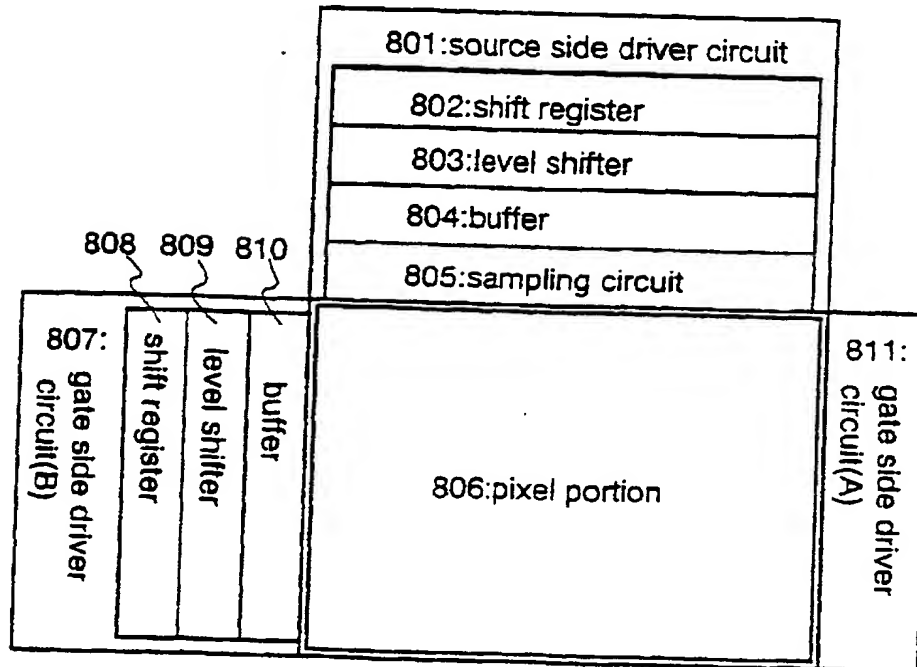 801:source side driver circuit
802:shift register
803:level shifter
804:buffer
805:sampling circuit
808
809
810
807:
gate side driver
circuit(B)
shift register
level shifter
buffer
806:pixel portion
811:
gate side driver
circuit(A)